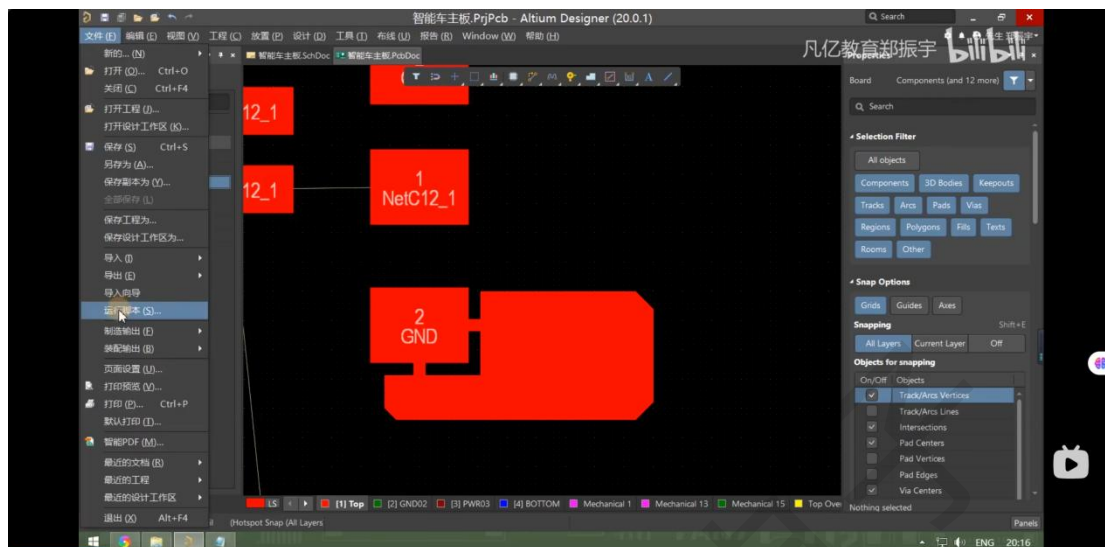 智能车主板.PrjPcb - Altium Designer (20.0.1)
Search
文件 (F) 编辑 (E) 视图 (V) 工程 (C) 放置 (P) 设计 (D) 工具 (T) 布线 (U) 报告 (R) Window (W) 帮助 (H)
凡亿教育郑振宇 bilibili
新的... (N)
智能车主板.SchDoc 智能车主板.PcbDoc
打开 (O)... Ctrl+O
关闭 (C) Ctrl+F4
打开工程 (J)...
打开设计工作区 (K)...
保存 (S) Ctrl+S
另存为 (A)...
保存副本为 (Y)...
全部保存 (L)
保存工程为...
保存设计工作区为...
导入 (I)
导出 (E)
导入向导
运行脚本 (S)...
制造输出 (F)
装配输出 (B)
页面设置 (U)...
打印预览 (V)...
打印 (P)... Ctrl+P
默认打印 (T)...
智能PDF (M)...
最近的文档 (R)
最近的工程
最近的设计工作区
退出 (X) Alt+F4
12_1
12_1
1
NetC12_1
2
GND
Properties
Board Components (and 12 more)
Search
Selection Filter
All objects
Components 3D Bodies Keepouts
Tracks Arcs Pads Vias
Regions Polygons Fills Texts
Rooms Other
Snap Options
Grids Guides Axes
Snapping Shift+E
All Layers Current Layer Off
Objects for snapping
On/Off Objects
Track/Arcs Vertices
Track/Arcs Lines
Intersections
Pad Centers
Pad Vertices
Pad Edges
Via Centers
Nothing selected
LS [1] Top [2] GND02 [3] PWR03 [4] BOTTOM Mechanical 1 Mechanical 13 Mechanical 15 Top Ove
(Hotspot Snap (All Layers
Panels
ENG 20:16